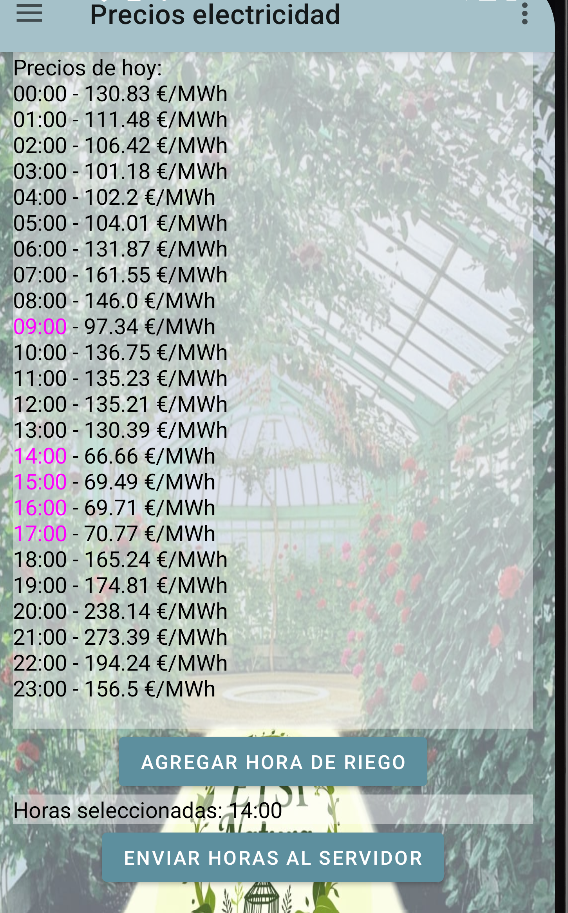 Precios electricidad
Precios de hoy:
00:00 - 130.83 €/MWh
01:00 - 111.48 €/MWh
02:00 - 106.42 €/MWh
03:00 - 101.18 €/MWh
04:00 - 102.2 €/MWh
05:00 - 104.01 €/MWh
06:00 - 131.87 €/MWh
07:00 - 161.55 €/MWh
08:00 - 146.0 €/MWh
09:00 - 97.34 €/MWh
10:00 - 136.75 €/MWh
11:00 - 135.23 €/MWh
12:00 - 135.21 €/MWh
13:00 - 130.39 €/MWh
14:00 - 66.66 €/MWh
15:00 - 69.49 €/MWh
16:00 - 69.71 €/MWh
17:00 - 70.77 €/MWh
18:00 - 165.24 €/MWh
19:00 - 174.81 €/MWh
20:00 - 238.14 €/MWh
21:00 - 273.39 €/MWh
22:00 - 194.24 €/MWh
23:00 - 156.5 €/MWh
AGREGAR HORA DE RIEGO
Horas seleccionadas: 14:00
ENVIAR HORAS AL SERVIDOR